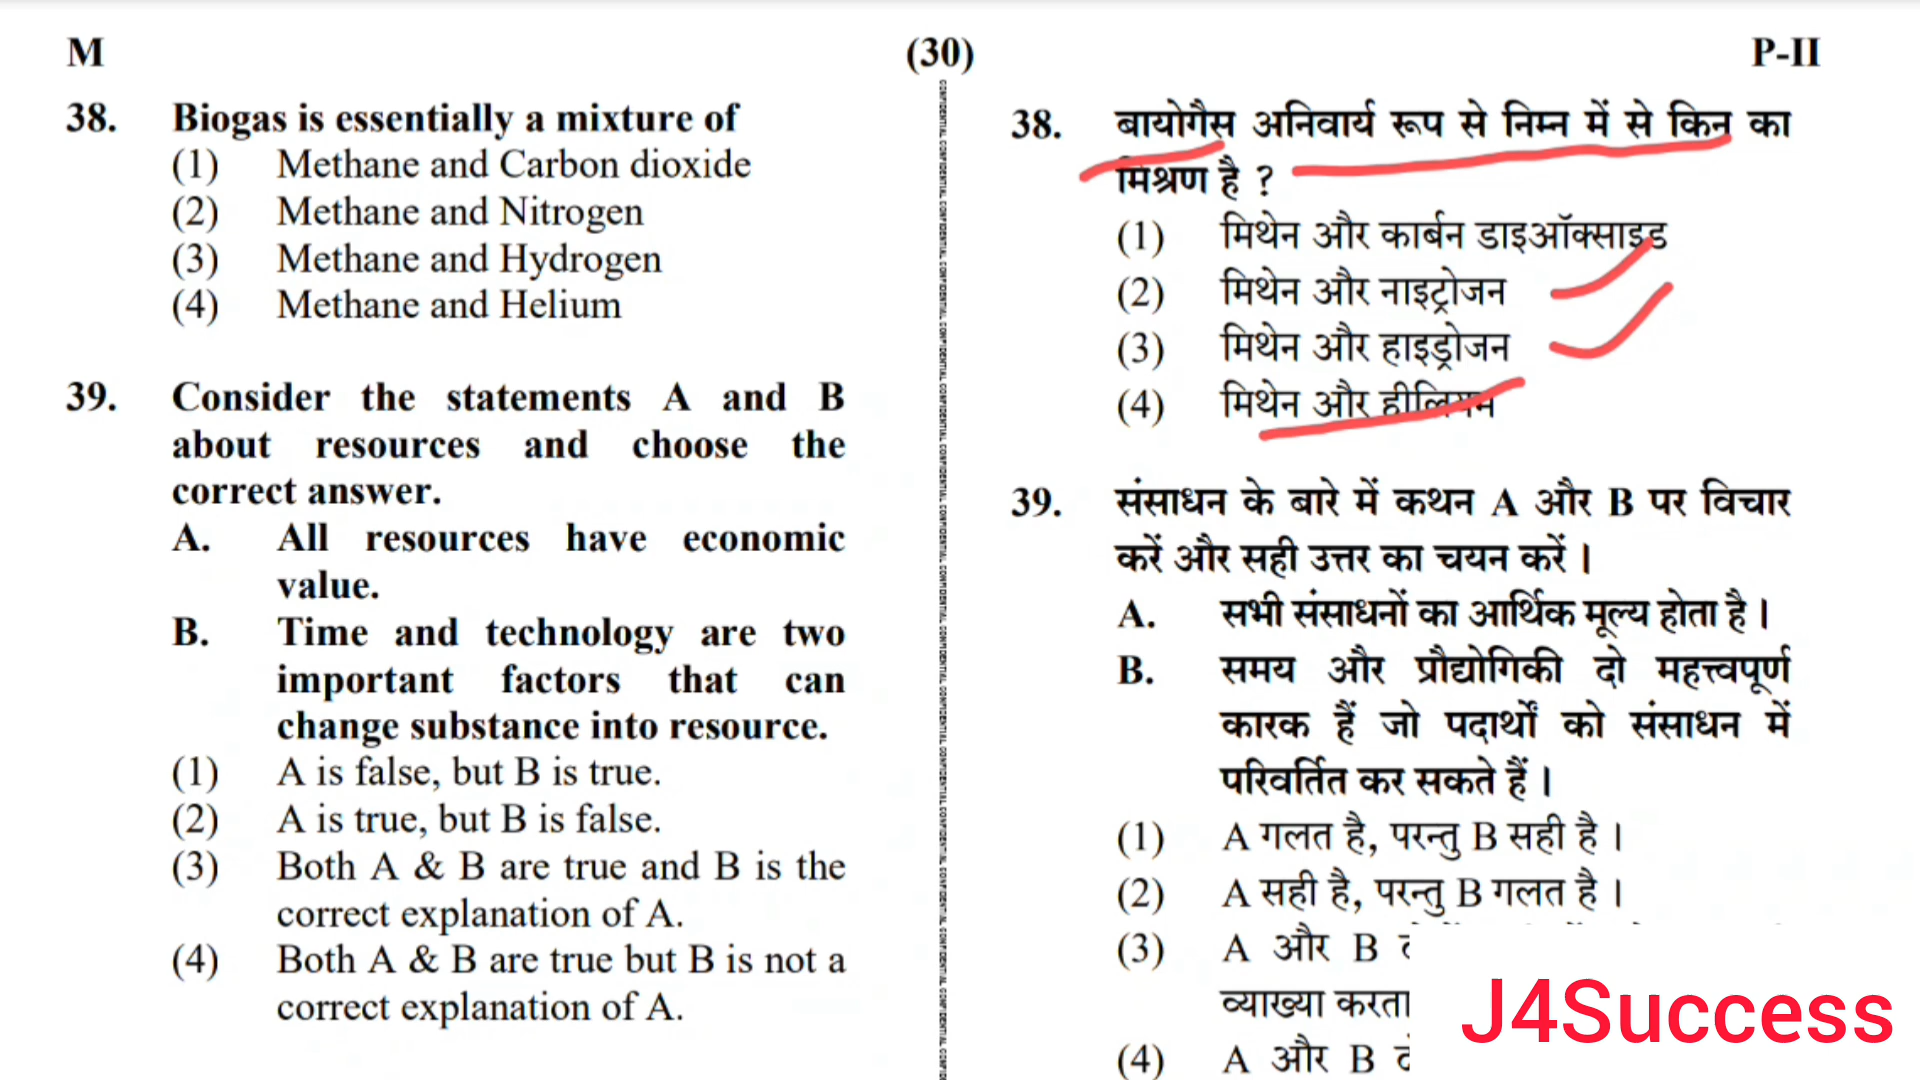 M (30) P-II
38. Biogas is essentially a mixture of
(1) Methane and Carbon dioxide
(2) Methane and Nitrogen
(3) Methane and Hydrogen
(4) Methane and Helium
39. Consider the statements A and B
about resources and choose the
correct answer.
A. All resources have economic
value.
B. Time and technology are two
important factors that can
change substance into resource.
(1) A is false, but B is true.
(2) A is true, but B is false.
(3) Both A & B are true and B is the
correct explanation of A.
(4) Both A & B are true but B is not a
correct explanation of A.
38. बायोगैस अनिवार्य रूप से निम्न में से किन का
मिश्रण है ?
(1) मिथेन और कार्बन डाइऑक्साइड
(2) मिथेन और नाइट्रोजन
(3) मिथेन और हाइड्रोजन
(4) मिथेन और हीलियम
39. संसाधन के बारे में कथन A और B पर विचार
करें और सही उत्तर का चयन करें ।
A. सभी संसाधनों का आर्थिक मूल्य होता है ।
B. समय और प्रौद्योगिकी दो महत्त्वपूर्ण
कारक हैं जो पदार्थों को संसाधन में
परिवर्तित कर सकते हैं ।
(1) A गलत है, परन्तु B सही है ।
(2) A सही है, परन्तु B गलत है ।
(3) A और B
व्याख्या करता
(4) A और B
J4Success